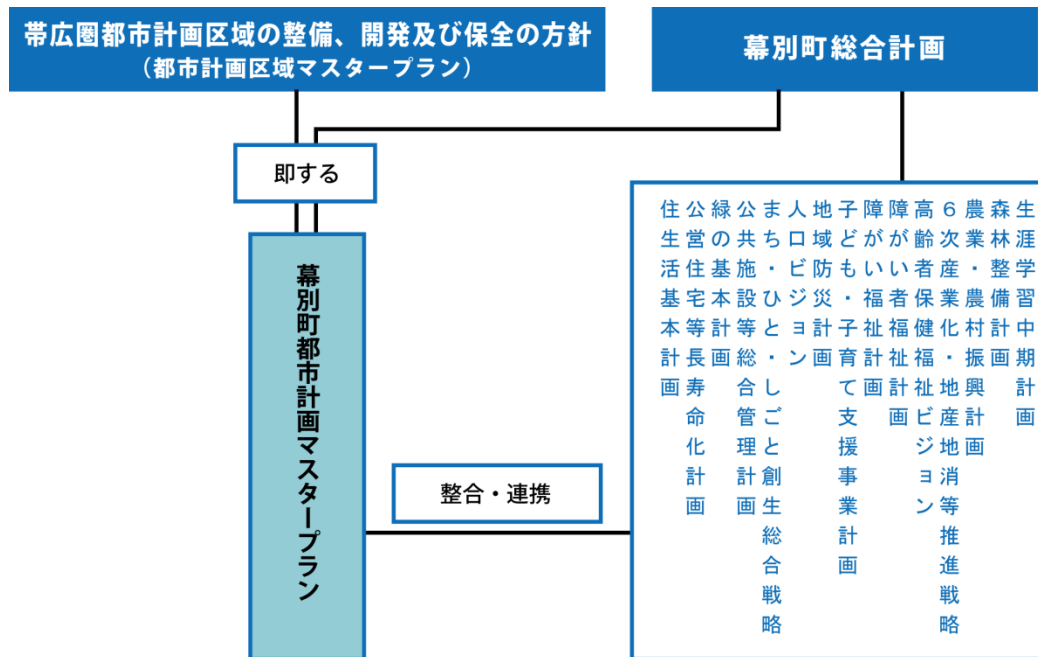 帯広圏都市計画区域の整備、開発及び保全の方針
（都市計画区域マスタープラン）
幕別町総合計画
即する
幕別町都市計画マスタープラン
整合・連携
生涯学習中期計画
森林整備計画
農業・農村振興計画
６次産業化・地産地消等推進戦略
高齢者保健福祉ビジョン
障がい者福祉計画
障がい福祉計画
子ども・子育て支援事業計画
地域防災計画
人口ビジョン
まち・ひと・しごと創生総合戦略
公共施設等総合管理計画
緑の基本計画
公営住宅等長寿命化計画
住生活基本計画